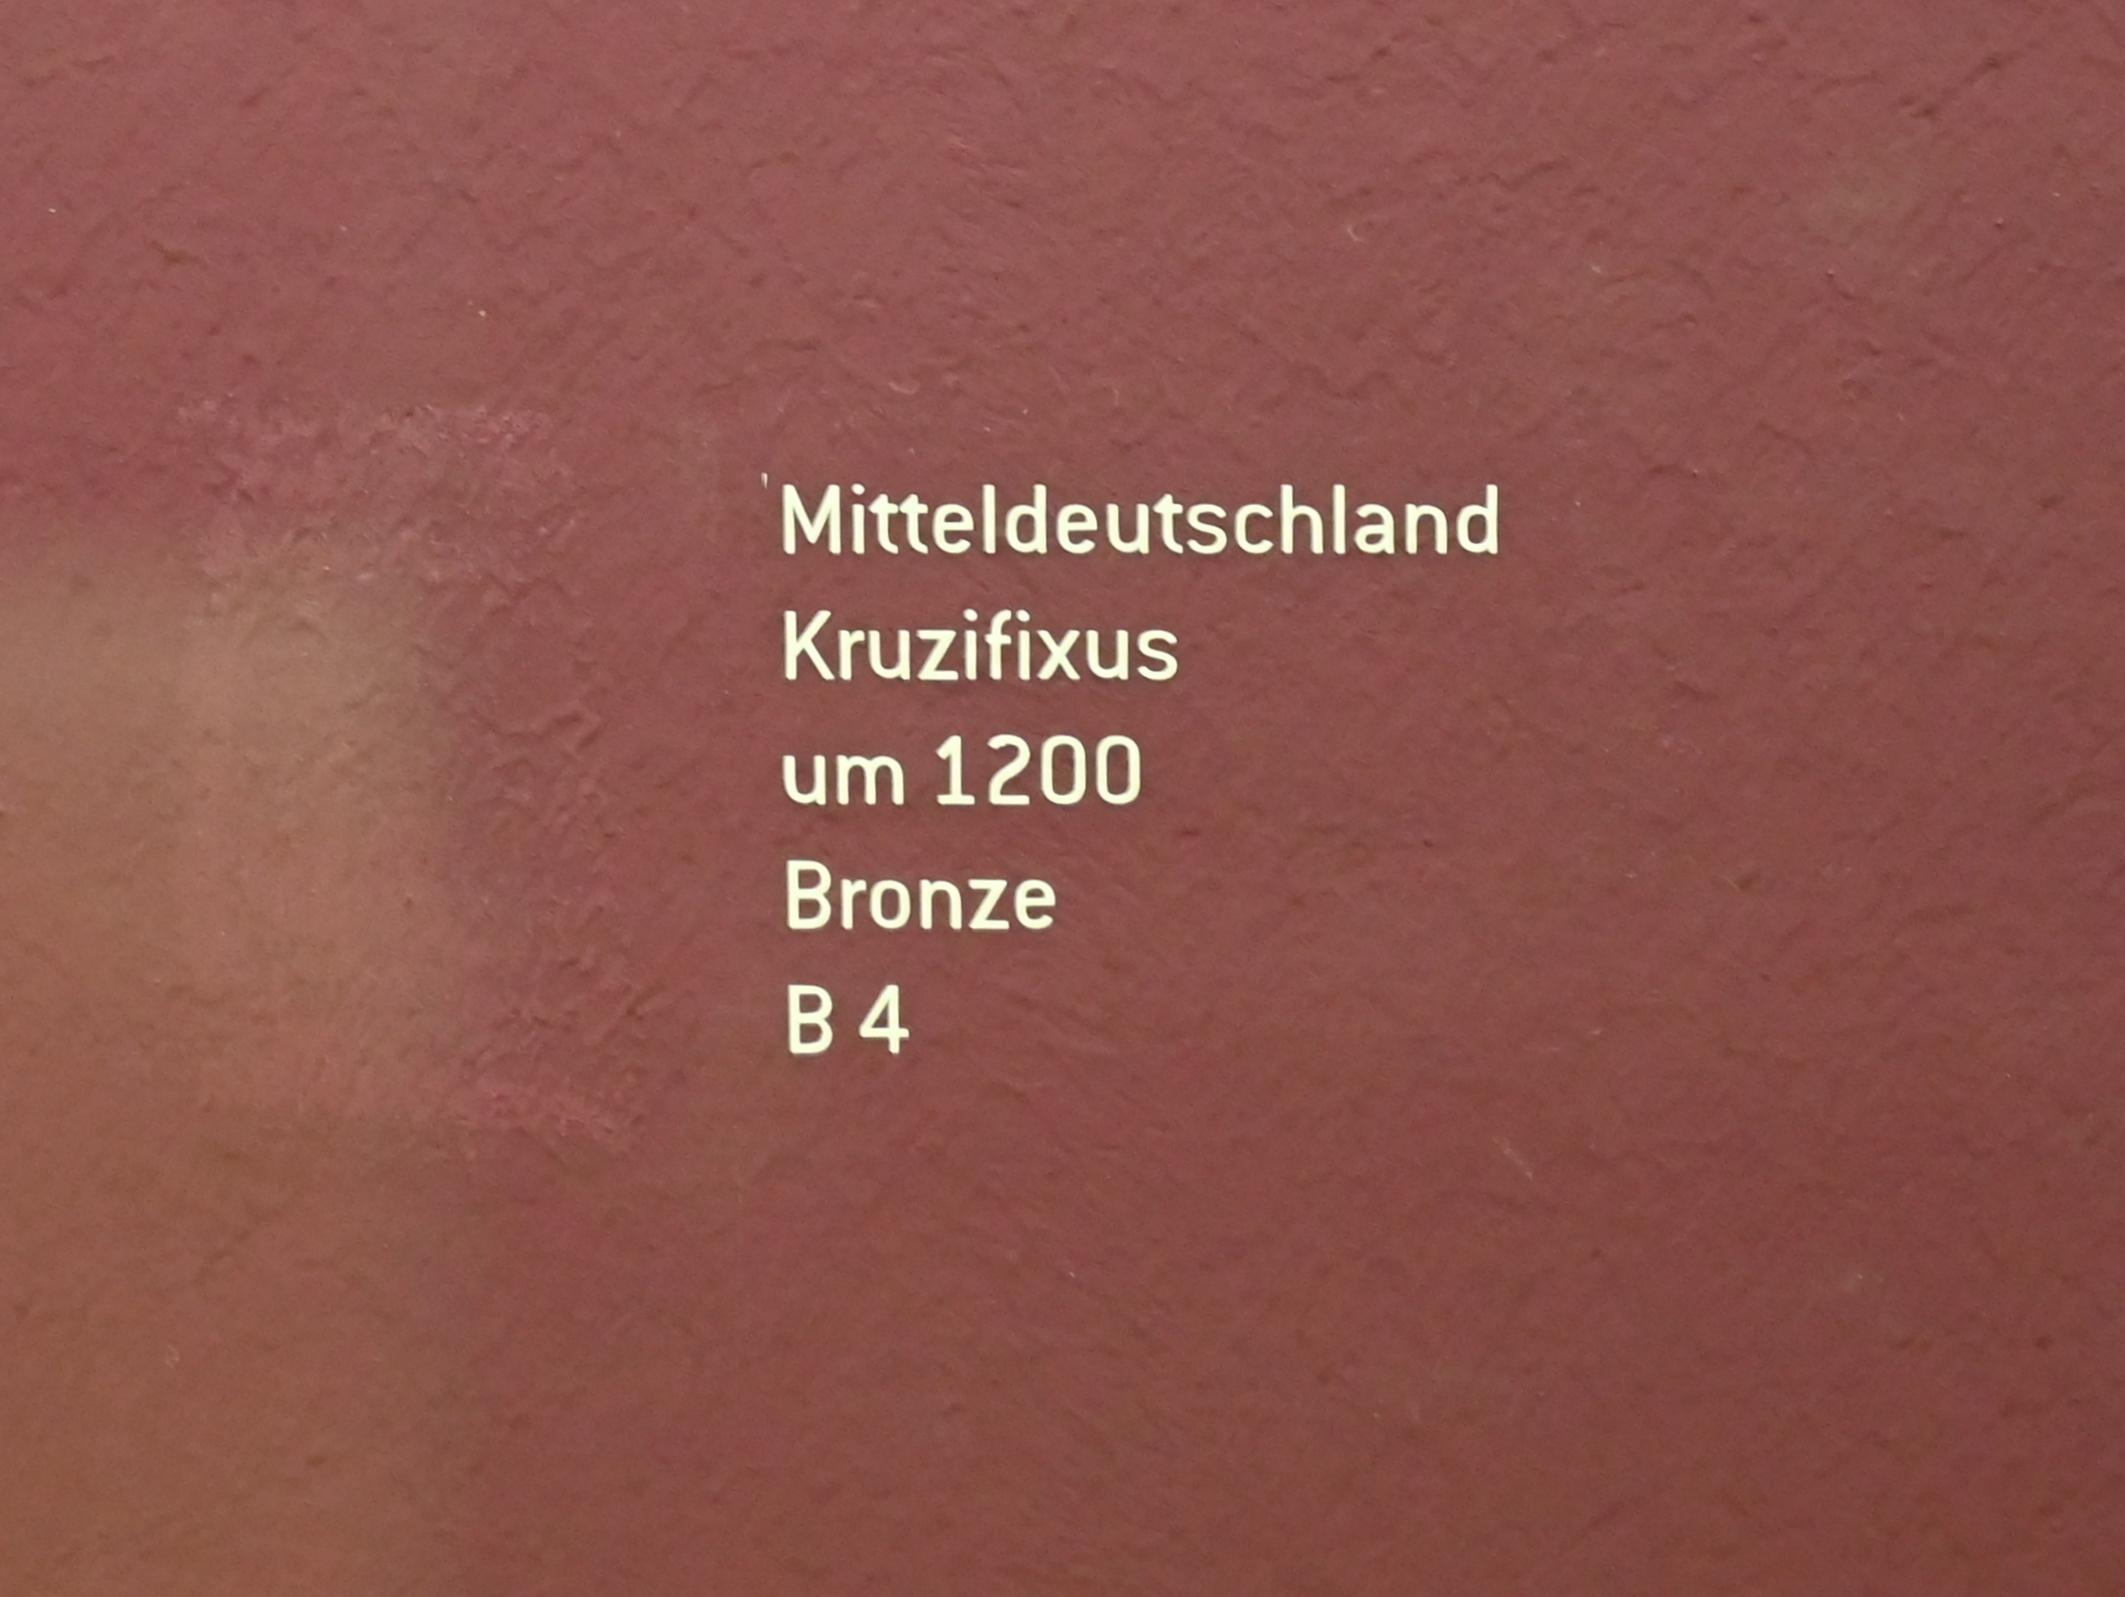 Mitteldeutschland
Kruzifixus
um 1200
Bronze
B 4